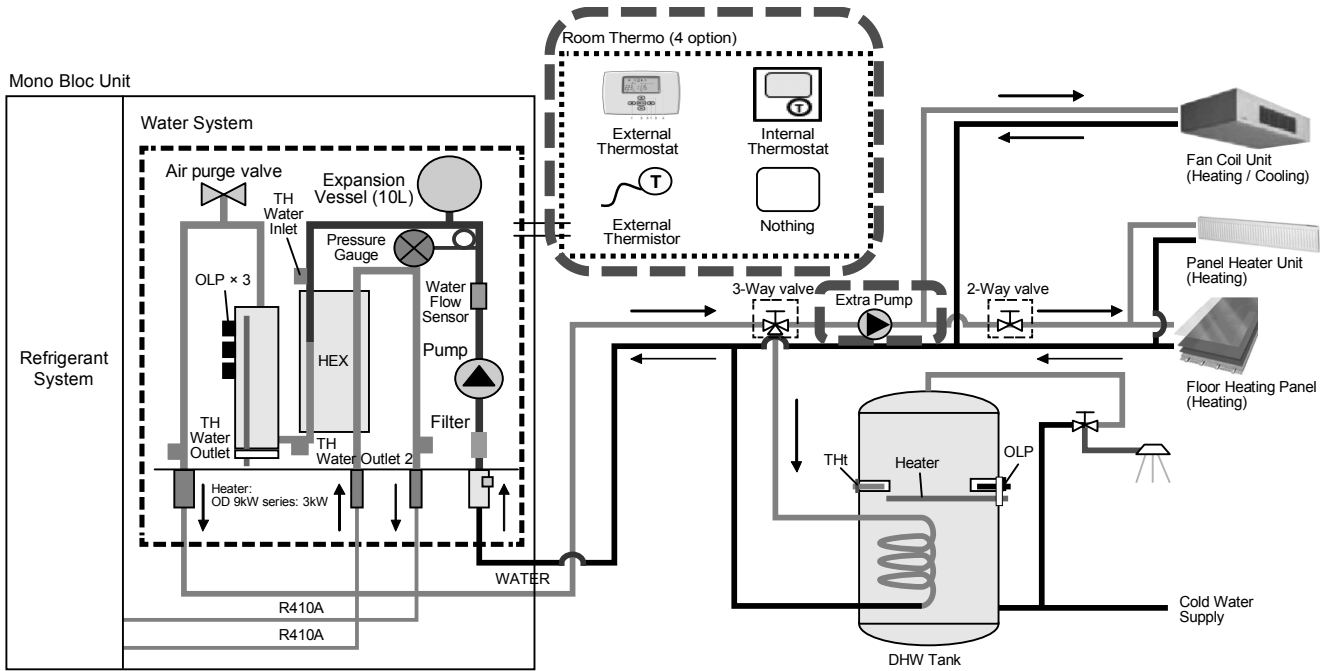 Room Thermo (4 option)
Mono Bloc Unit
External
Thermostat
Internal
Thermostat
External
Thermistor
Nothing
Water System
Air purge valve
Expansion
Vessel (10L)
TH
Water
Inlet
Pressure
Gauge
OLP × 3
Water
Flow
Sensor
HEX
Pump
Filter
TH
Water
Outlet
TH
Water Outlet 2
Refrigerant
System
Heater:
OD 9kW series: 3kW
WATER
R410A
R410A
Fan Coil Unit
(Heating / Cooling)
Panel Heater Unit
(Heating)
3-Way valve
Extra Pump
2-Way valve
Floor Heating Panel
(Heating)
T
T
THt
Heater
OLP
Cold Water
Supply
DHW Tank